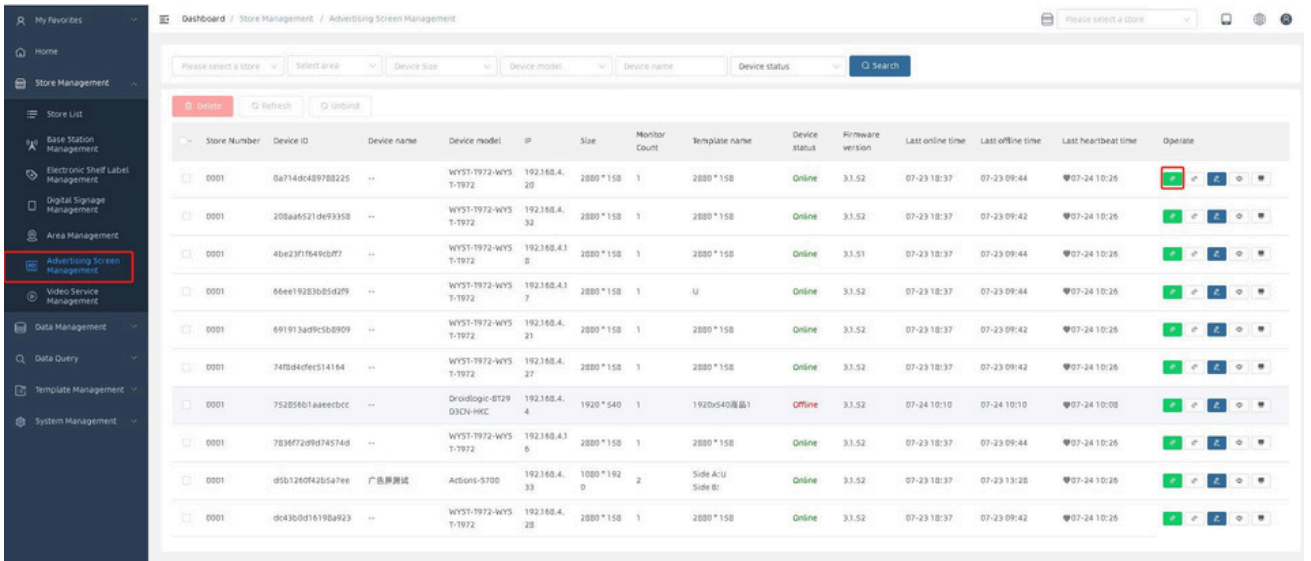 My Favorites
Dashboard / Store Management / Advertising Screen Management
Please select a store
Home
Store Management
Store List
Base Station
Management
Electronic Shelf Label
Management
Digital Signage
Management
Area Management
Advertising Screen
Management
Video Service
Management
Data Management
Data Query
Template Management
System Management
Please select a store Select area Device Size Device model Device name Device status Search
Delete Refresh Unbind
Store Number Device ID Device name Device model IP Size Monitor Count Template name Device status Firmware version Last online time Last offline time Last heartbeat time Operate
0001 0a714dc489788225 -- WYST-T972-WYS 192.168.4. 2880 * 158 1 2880 * 158 Online 3.1.52 07-23 18:37 07-23 09:44 07-24 10:26
T-T972 20
0001 208aa6521de93358 -- WYST-T972-WYS 192.168.4. 2880 * 158 1 2880 * 158 Online 3.1.52 07-23 18:37 07-23 09:42 07-24 10:26
T-T972 32
0001 4be23f1f649cbff7 -- WYST-T972-WYS 192.168.4.1 2880 * 158 1 2880 * 158 Online 3.1.51 07-23 18:37 07-23 09:44 07-24 10:26
T-T972 8
0001 66ee19283b85d2f9 -- WYST-T972-WYS 192.168.4.1 2880 * 158 1 U Online 3.1.52 07-23 18:37 07-23 09:44 07-24 10:26
T-T972 7
0001 691913ad9c5b8909 -- WYST-T972-WYS 192.168.4. 2880 * 158 1 2880 * 158 Online 3.1.52 07-23 18:37 07-23 09:42 07-24 10:26
T-T972 21
0001 74f8d4cfec514164 -- WYST-T972-WYS 192.168.4. 2880 * 158 1 2880 * 158 Online 3.1.52 07-23 18:37 07-23 09:42 07-24 10:26
T-T972 27
0001 752856b1aaeecbcc -- Droidlogic-BT29 192.168.4. 1920 * 540 1 1920x540商品1 Offline 3.1.52 07-24 10:10 07-24 10:10 07-24 10:08
D3CN-HKC 4
0001 7836f72d9d74574d -- WYST-T972-WYS 192.168.4.1 2880 * 158 1 2880 * 158 Online 3.1.52 07-23 18:37 07-23 09:44 07-24 10:26
T-T972 6
0001 d5b1260f42b5a7ee 广告屏测试 Actions-S700 192.168.4. 1080 * 192 2 Side A:U Online 3.1.52 07-23 18:37 07-23 13:28 07-24 10:26
33 0 Side B:
0001 dc43b0d16198a923 -- WYST-T972-WYS 192.168.4. 2880 * 158 1 2880 * 158 Online 3.1.52 07-23 18:37 07-23 09:42 07-24 10:26
T-T972 28